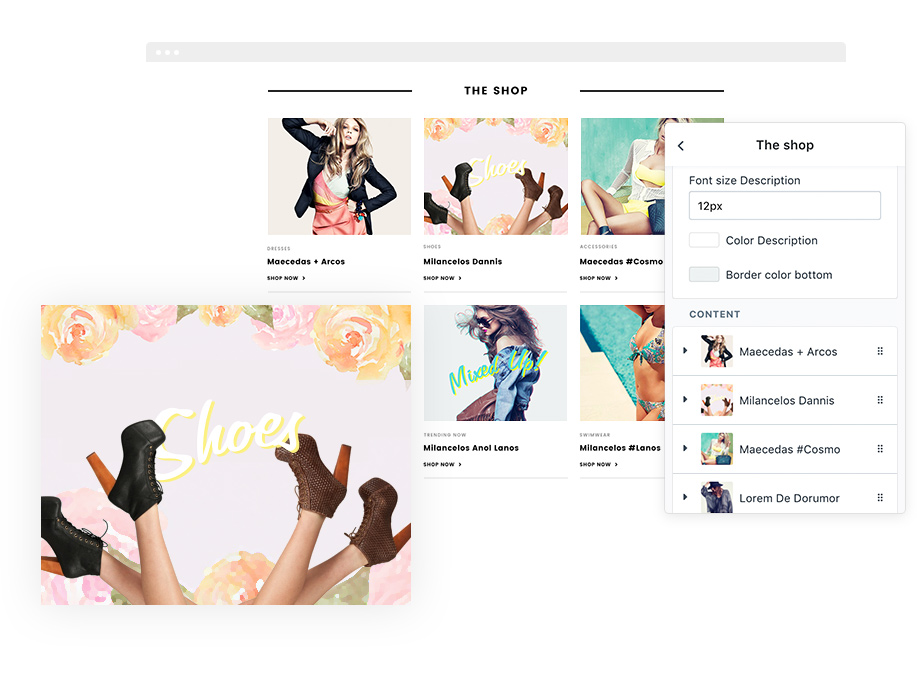 THE SHOP
Shoes
DRESSES
Maecedas + Arcos
SHOP NOW
SHOES
Milancelos Dannis
SHOP NOW
ACCESSORIES
Maecedas #Cosmo
SHOP NOW
Shoes
Mixed Up!
TRENDING NOW
Milancelos Anol Lanos
SHOP NOW
SWIMWEAR
Milancelos #Lanos
SHOP NOW
The shop
Font size Description
12px
Color Description
Border color bottom
CONTENT
Maecedas + Arcos
Milancelos Dannis
Maecedas #Cosmo
Lorem De Dorumor